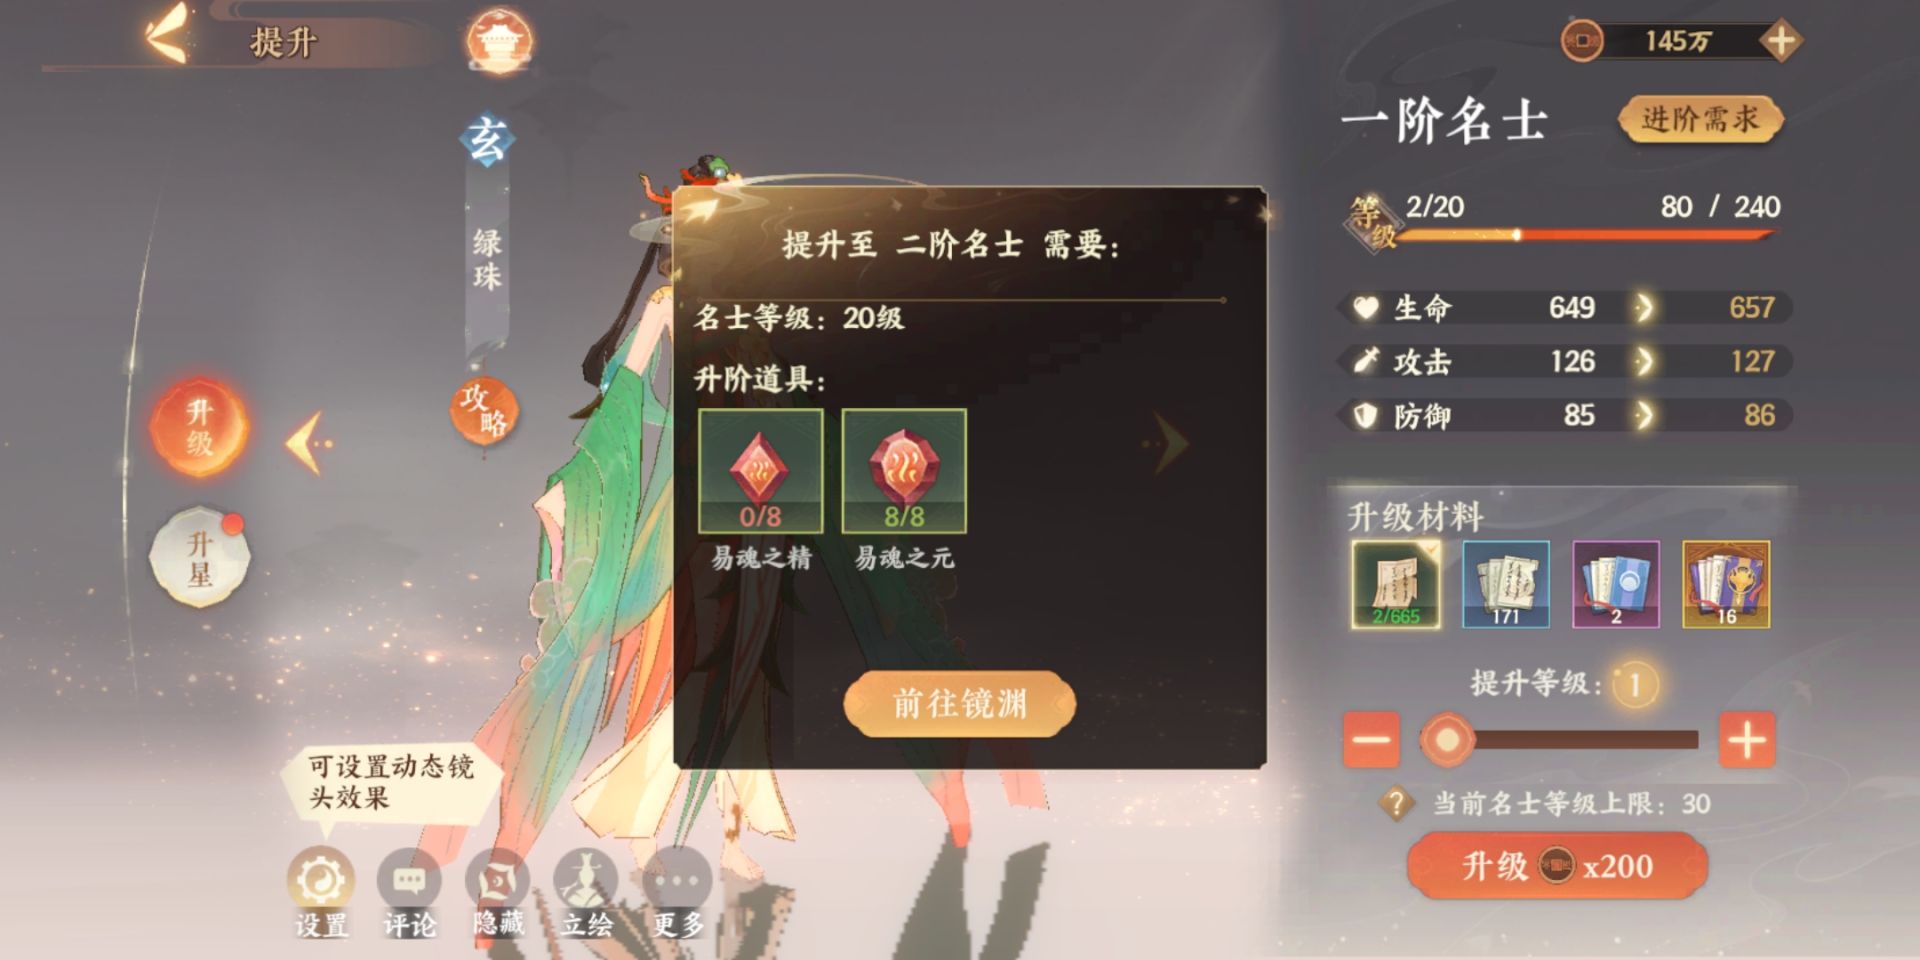 提升
145万
玄
绿珠
攻略
升级
升星
一阶名士
进阶需求
等级
2/20
80 / 240
生命 649 657
攻击 126 127
防御 85 86
提升至 二阶名士 需要：
名士等级：20级
升阶道具：
0/8 8/8
易魂之精 易魂之元
前往镜渊
升级材料
2/665 171 2 16
提升等级：1
?
当前名士等级上限：30
升级 x200
可设置动态镜
头效果
设置 评论 隐藏 立绘 更多